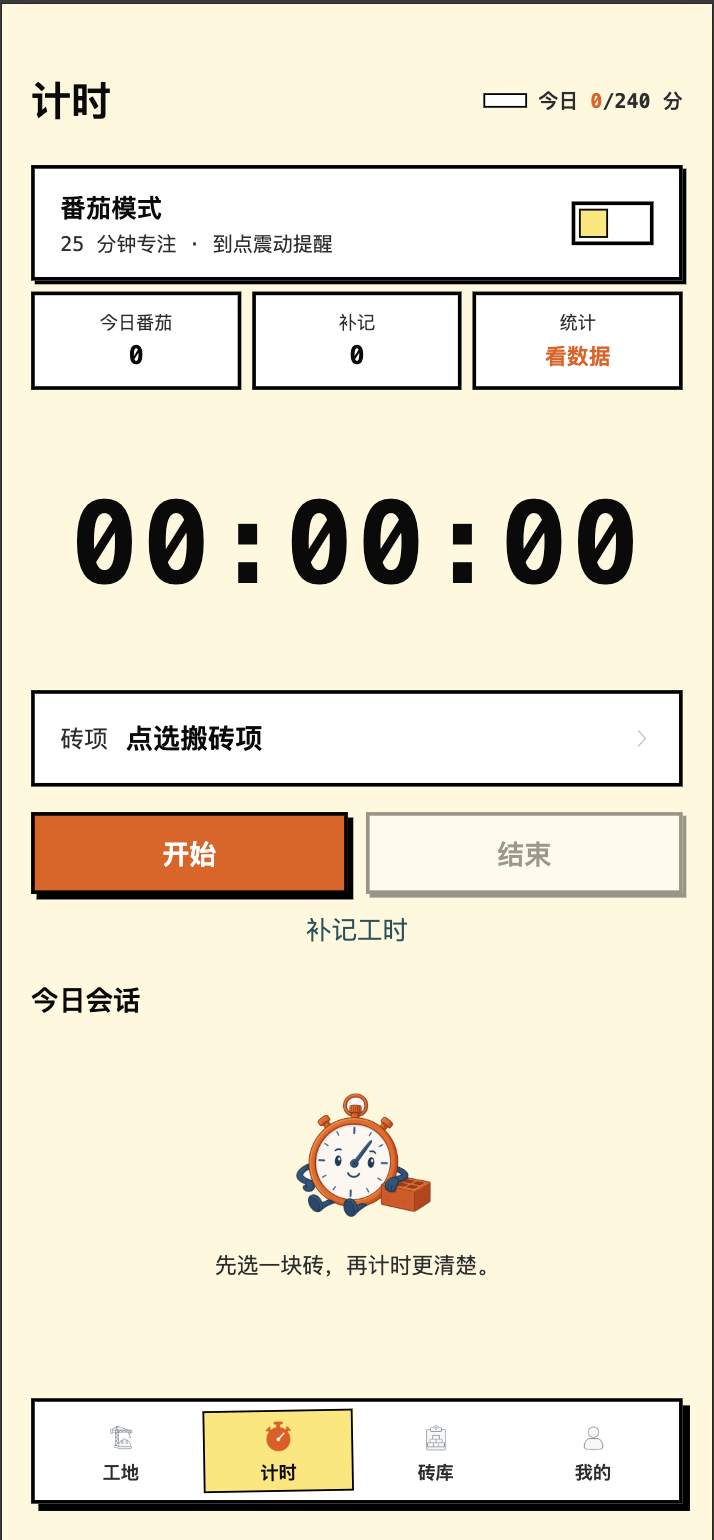 计时
今日 0/240 分
番茄模式
25 分钟专注 · 到点震动提醒
今日番茄
0
补记
0
统计
看数据
00:00:00
砖项 点选搬砖项
开始
结束
补记工时
今日会话
先选一块砖，再计时更清楚。
工地
计时
砖库
我的